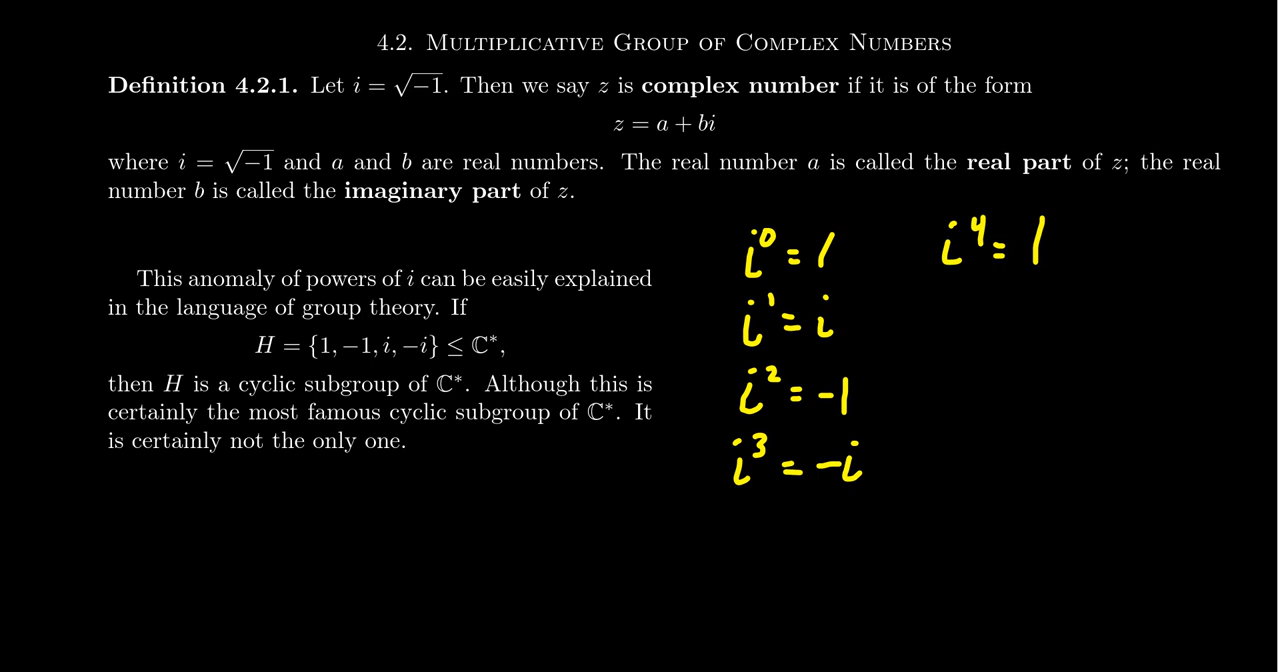 4.2. Multiplicative Group of Complex Numbers
Definition 4.2.1. Let i = √−1. Then we say z is complex number if it is of the form
z = a + bi
where i = √−1 and a and b are real numbers. The real number a is called the real part of z; the real
number b is called the imaginary part of z.
This anomaly of powers of i can be easily explained
in the language of group theory. If
H = {1, −1, i, −i} ≤ ℂ*,
then H is a cyclic subgroup of ℂ*. Although this is
certainly the most famous cyclic subgroup of ℂ*. It
is certainly not the only one.
i⁰ = 1
i¹ = i
i² = -1
i³ = -i
i⁴ = 1